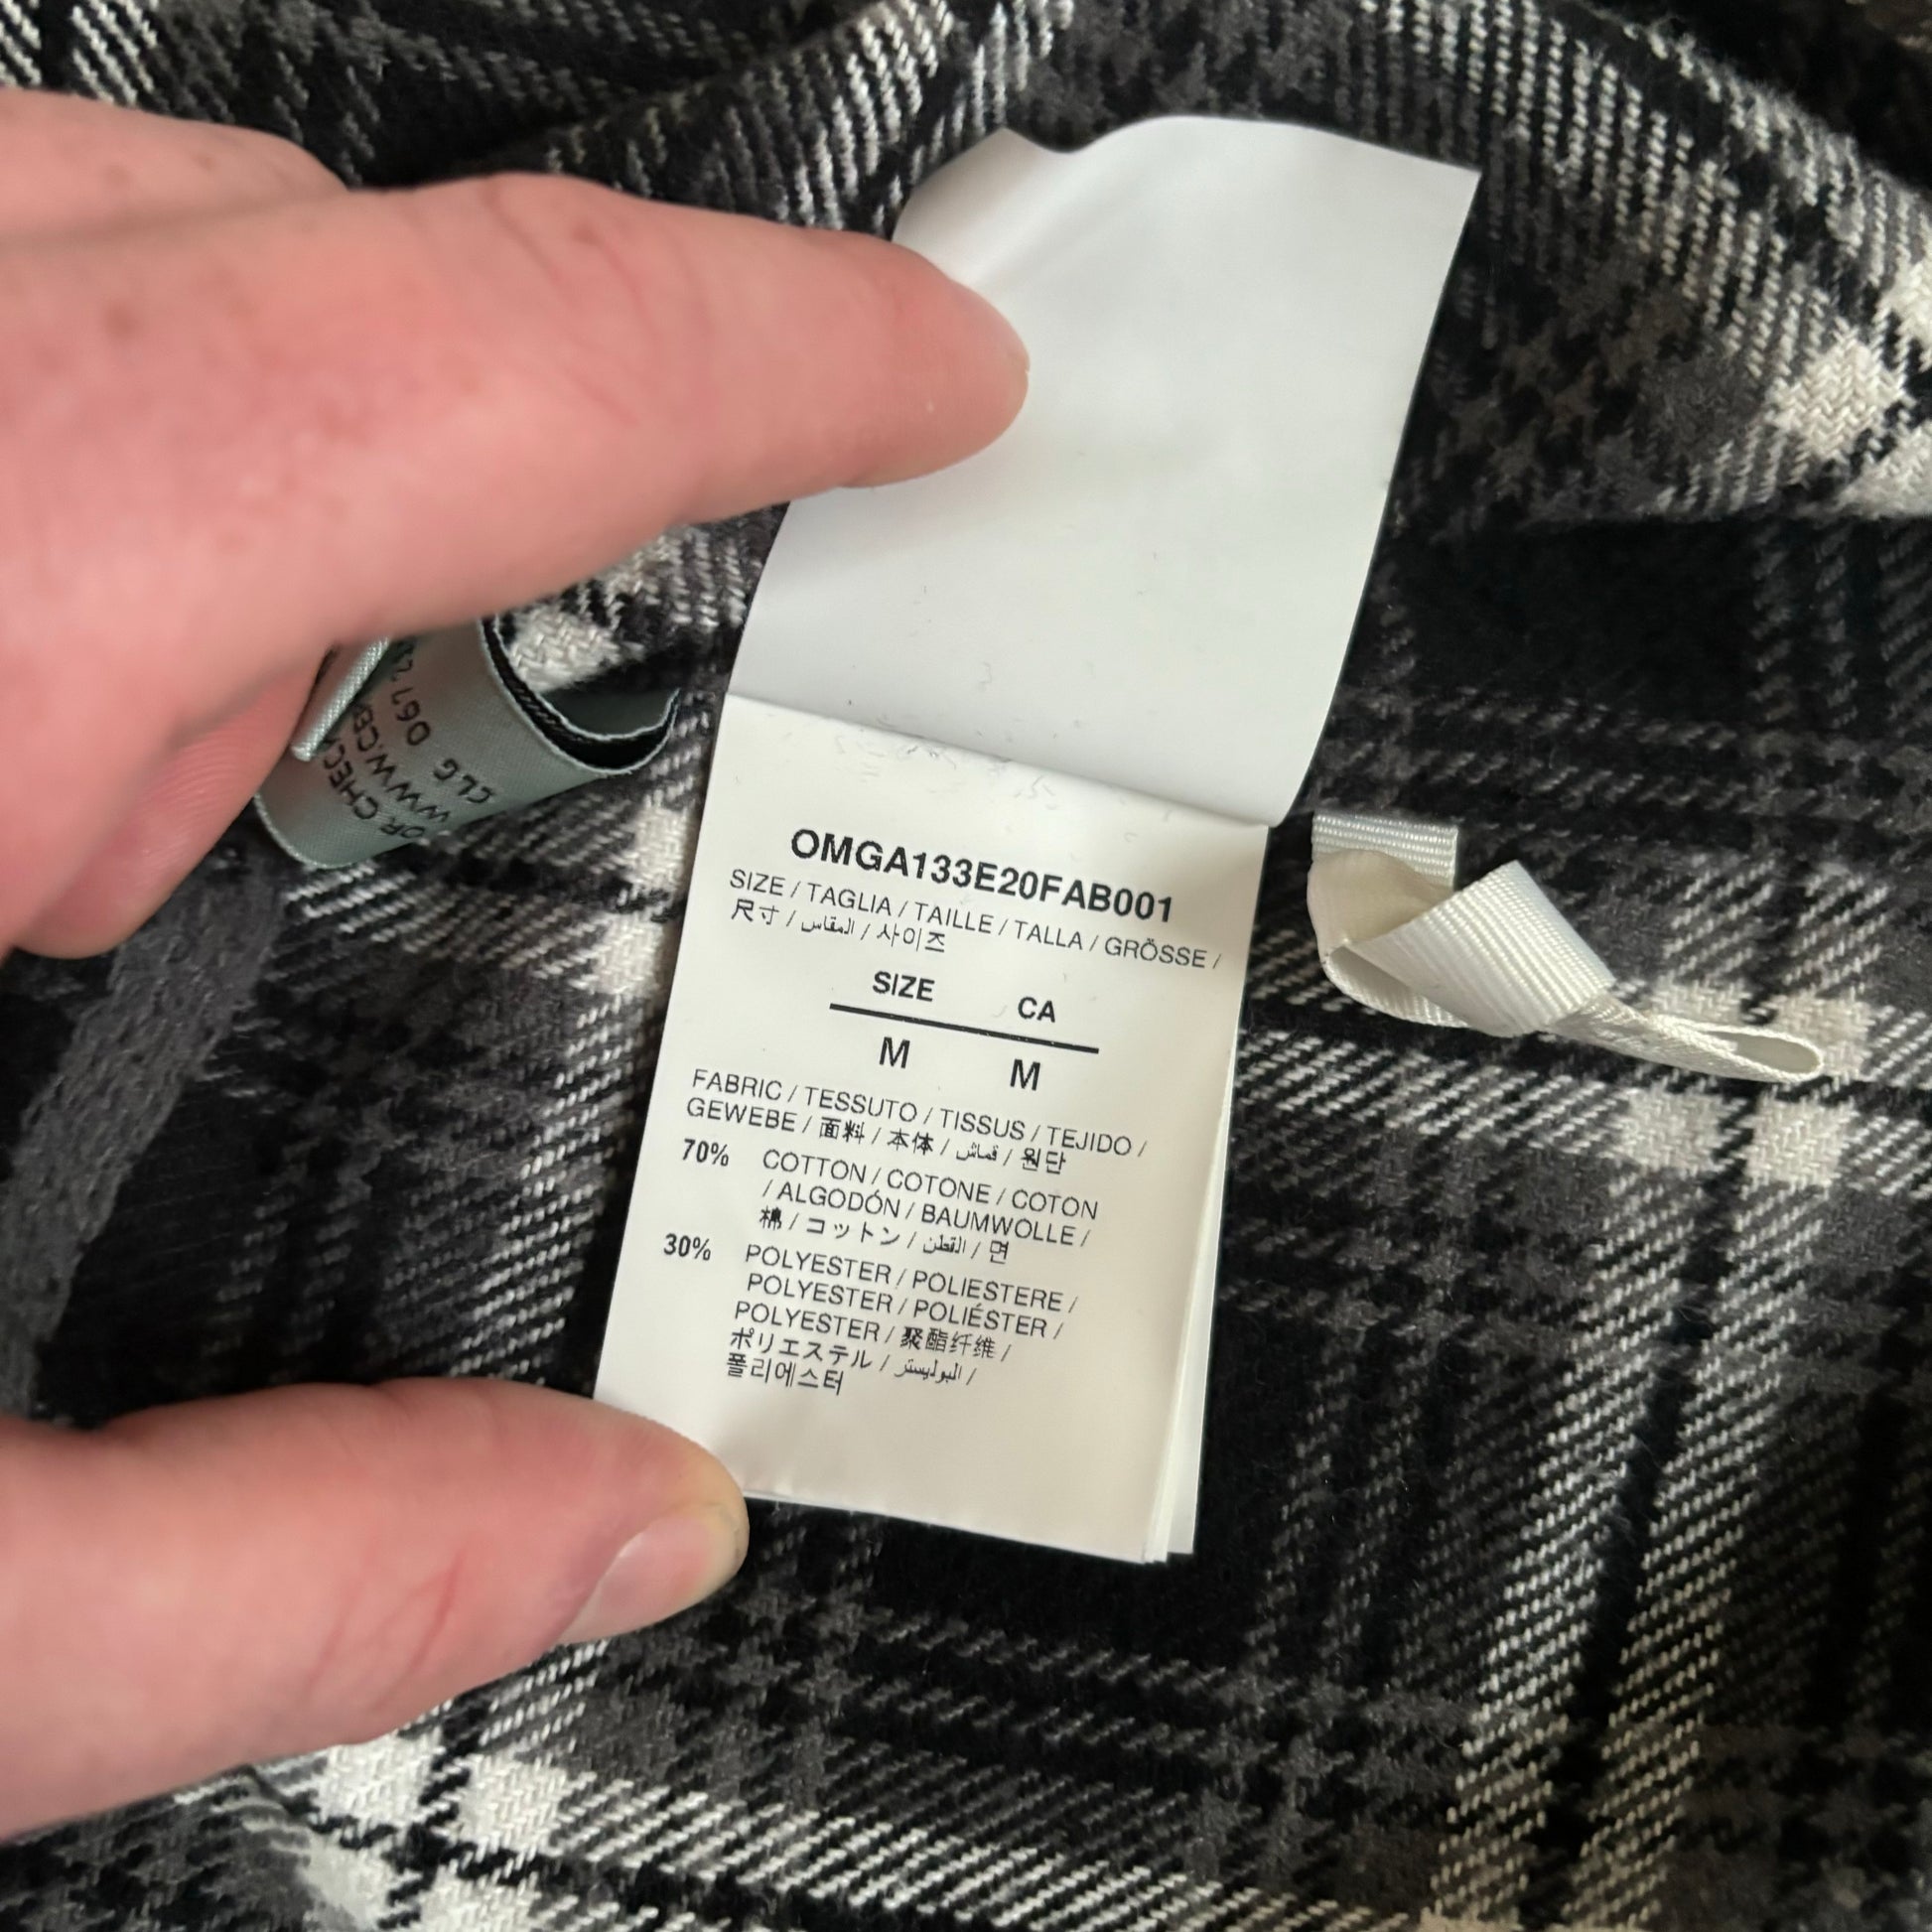 OMGA133E20FAB001
SIZE / TAGLIA / TAILLE / TALLA / GRÖSSE /
尺寸 / المقاس / 사이즈
SIZE CA
M M
FABRIC / TESSUTO / TISSUS / TEJIDO /
GEWEBE / 面料 / 本体 / قماش / 원단
70% COTTON / COTONE / COTON
/ ALGODÓN / BAUMWOLLE /
棉 / コットン / القطن / 면
30% POLYESTER / POLIESTERE /
POLYESTER / POLIÉSTER /
POLYESTER / 聚酯纤维 /
ポリエステル / البوليستر /
폴리에스터
CLG 061